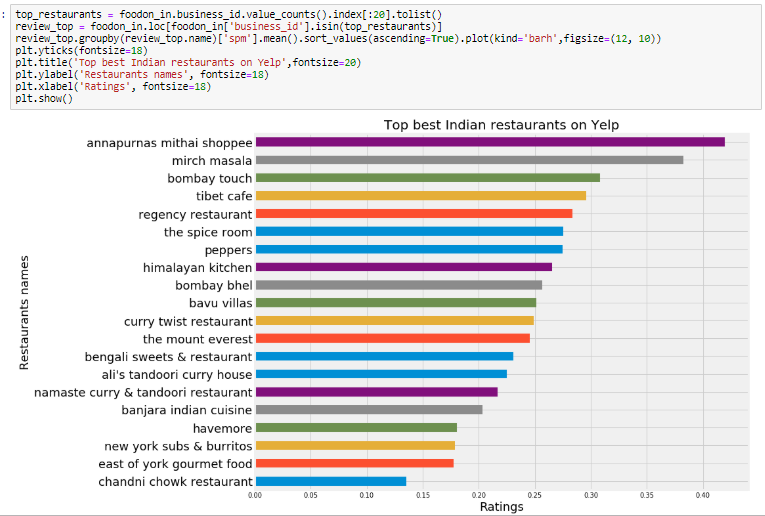 : top_restaurants = foodon_in.business_id.value_counts().index[:20].tolist()
review_top = foodon_in.loc[foodon_in['business_id'].isin(top_restaurants)]
review_top.groupby(review_top.name)['spm'].mean().sort_values(ascending=True).plot(kind='barh',figsize=(12, 10))
plt.yticks(fontsize=18)
plt.title('Top best Indian restaurants on Yelp',fontsize=20)
plt.ylabel('Restaurants names', fontsize=18)
plt.xlabel('Ratings', fontsize=18)
plt.show()
Top best Indian restaurants on Yelp
Restaurants names
annapurnas mithai shoppee
mirch masala
bombay touch
tibet cafe
regency restaurant
the spice room
peppers
himalayan kitchen
bombay bhel
bavu villas
curry twist restaurant
the mount everest
bengali sweets & restaurant
ali's tandoori curry house
namaste curry & tandoori restaurant
banjara indian cuisine
havemore
new york subs & burritos
east of york gourmet food
chandni chowk restaurant
0.00 0.05 0.10 0.15 0.20 0.25 0.30 0.35 0.40
Ratings